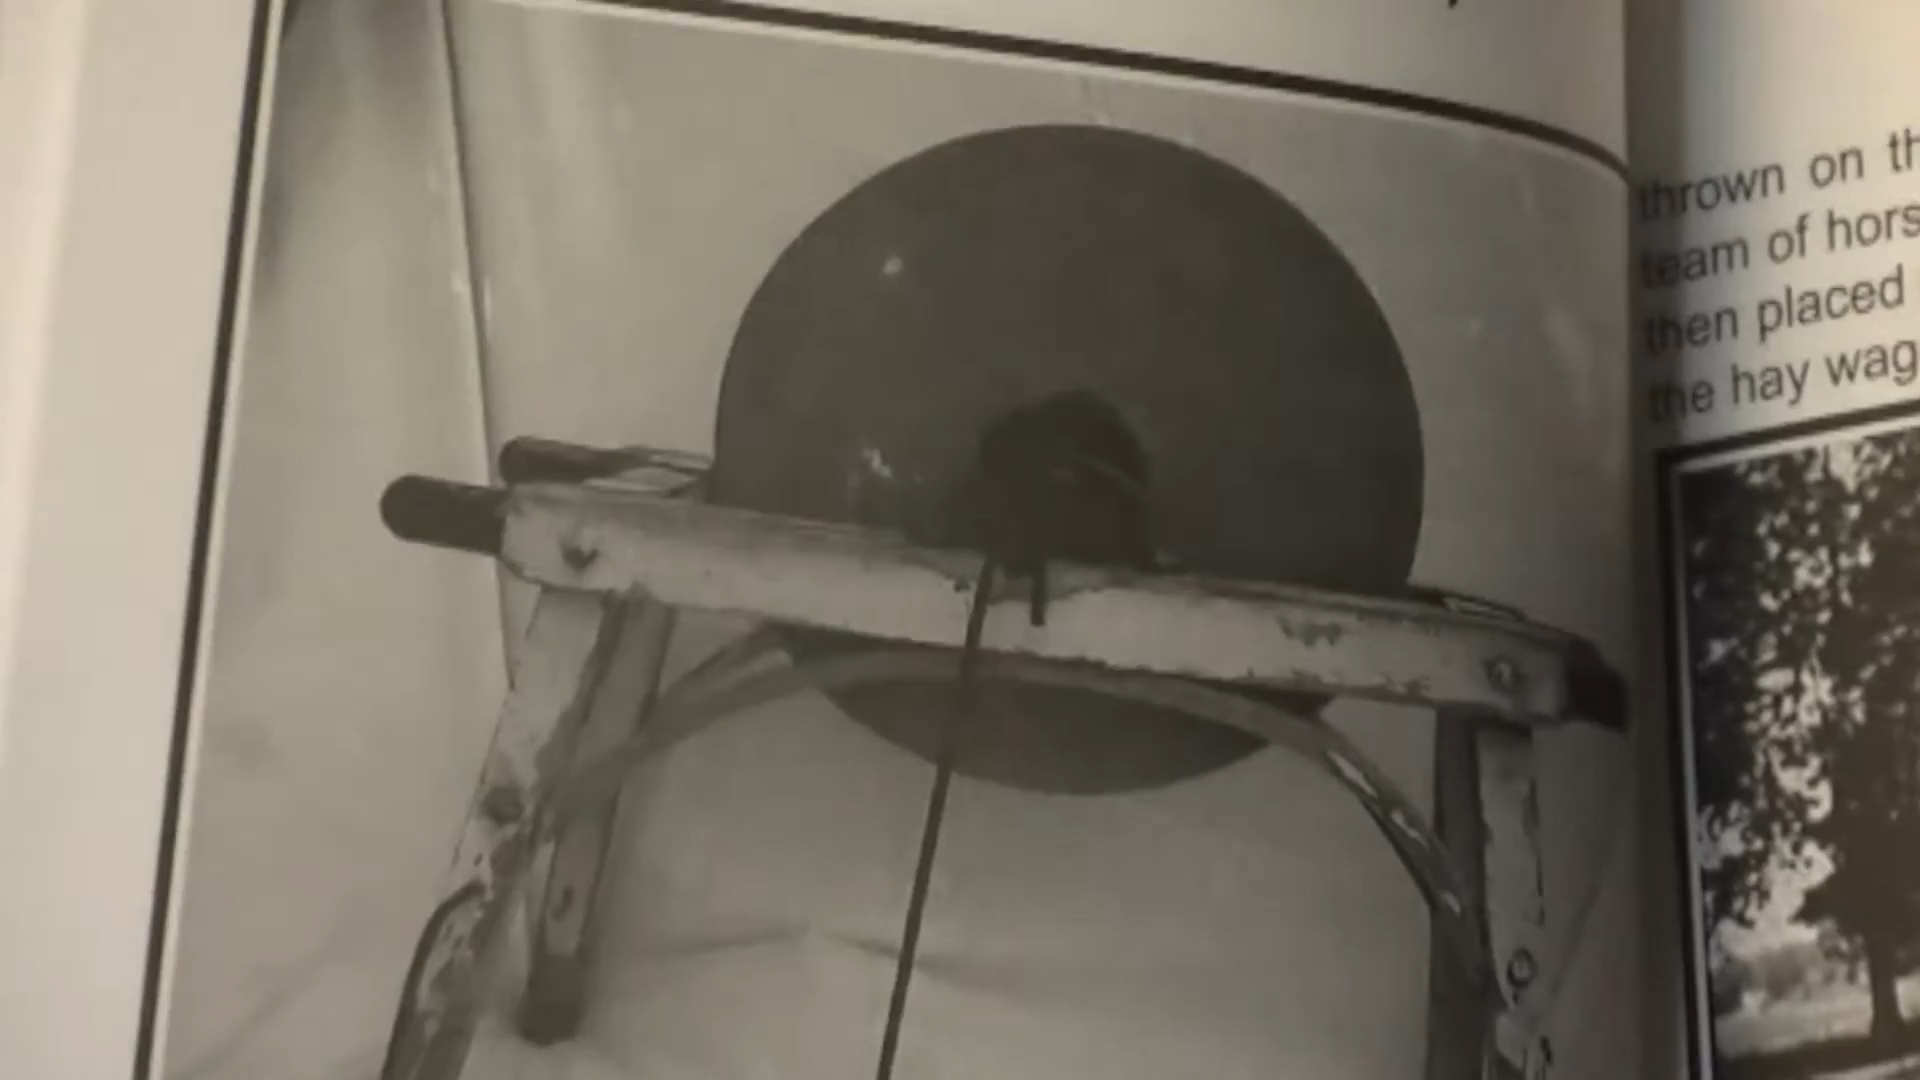 thrown on th
team of hors
then placed
the hay wag